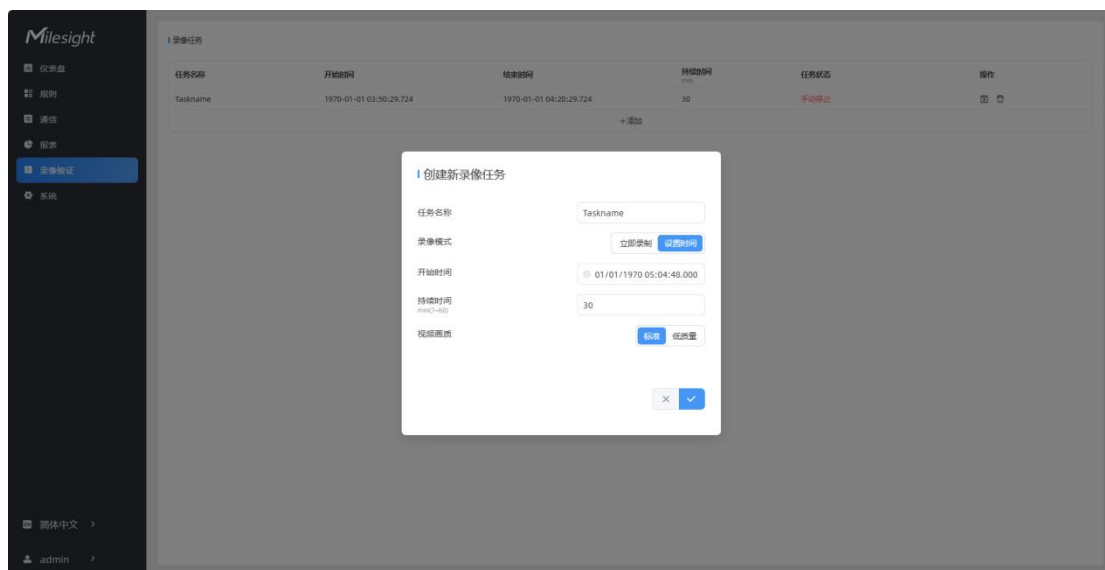 Milesight
仪表盘
规则
通信
报表
录像验证
系统
简体中文 >
admin >
录像任务
任务名称 开始时间 结束时间 持续时间 任务状态 操作
min
Taskname 1970-01-01 03:50:29.724 1970-01-01 04:20:29.724 30 手动停止
+添加
创建新录像任务
任务名称 Taskname
录像模式 立即录制 设置时间
开始时间 01/01/1970 05:04:48.000
持续时间 30
min(1~60)
视频画质 标准 低质量